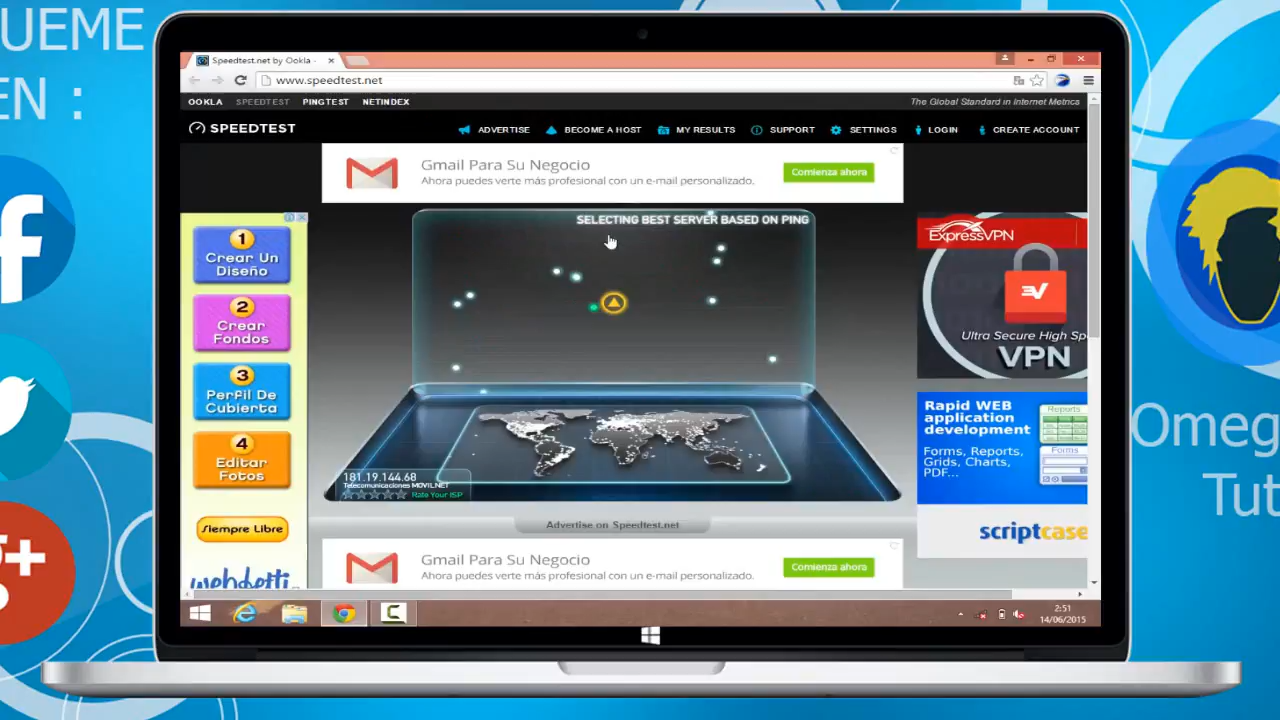 UEME
EN :
Speedtest.net by Ookla -
www.speedtest.net
OOKLA SPEEDTEST PINGTEST NETINDEX
The Global Standard in Internet Metrics
SPEEDTEST
ADVERTISE BECOME A HOST MY RESULTS SUPPORT SETTINGS LOGIN CREATE ACCOUNT
Gmail Para Su Negocio
Ahora puedes verte más profesional con un e-mail personalizado.
Comienza ahora
SELECTING BEST SERVER BASED ON PING
1
Crear Un
Diseño
2
Crear
Fondos
3
Perfil De
Cubierta
4
Editar
Fotos
Siempre Libre
webdetti
181.19.144.68
Telecomunicaciones MOVILNET
Rate Your ISP
Advertise on Speedtest.net
Gmail Para Su Negocio
Ahora puedes verte más profesional con un e-mail personalizado.
Comienza ahora
ExpressVPN
Ultra Secure High Sp
VPN
Rapid WEB
application
development
Forms, Reports,
Grids, Charts,
PDF...
Reports
Forms
scriptcase
Omeg
Tut
2:51
14/06/2015